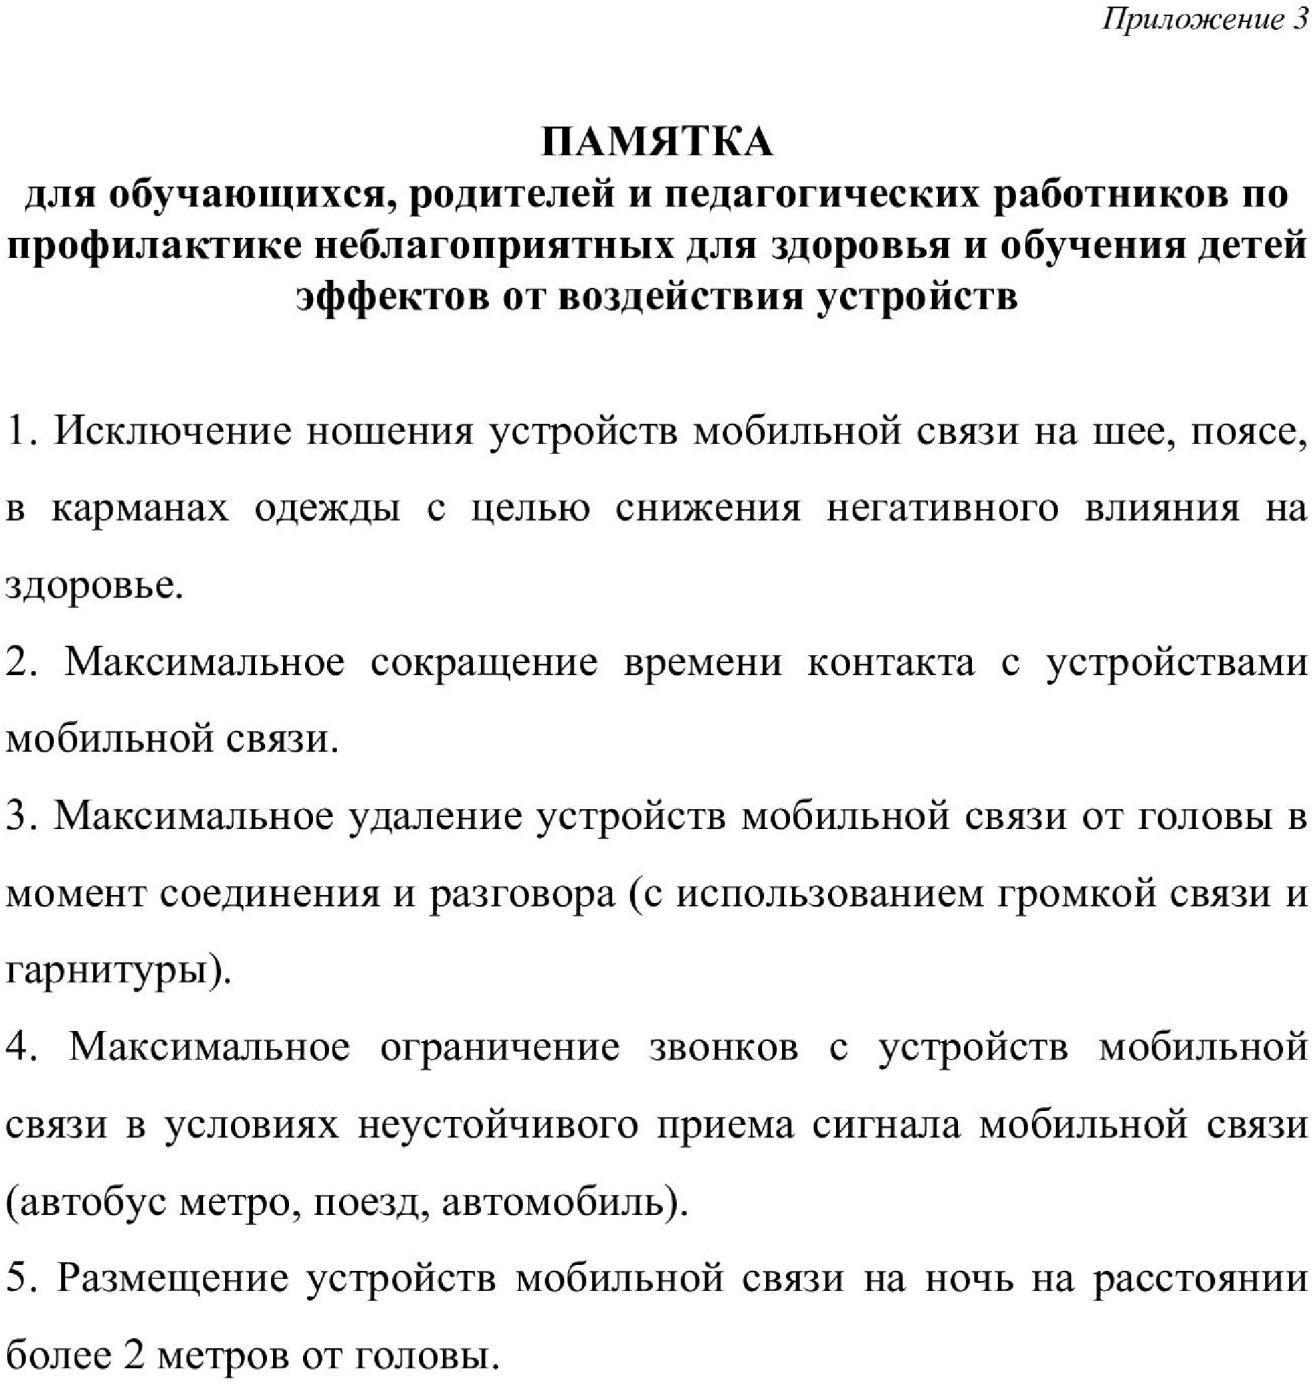 Приложение 3
ПАМЯТКА
для обучающихся, родителей и педагогических работников по
профилактике неблагоприятных для здоровья и обучения детей
эффектов от воздействия устройств
1. Исключение ношения устройств мобильной связи на шее, поясе,
в карманах одежды с целью снижения негативного влияния на
здоровье.
2. Максимальное сокращение времени контакта с устройствами
мобильной связи.
3. Максимальное удаление устройств мобильной связи от головы в
момент соединения и разговора (с использованием громкой связи и
гарнитуры).
4. Максимальное ограничение звонков с устройств мобильной
связи в условиях неустойчивого приема сигнала мобильной связи
(автобус метро, поезд, автомобиль).
5. Размещение устройств мобильной связи на ночь на расстоянии
более 2 метров от головы.